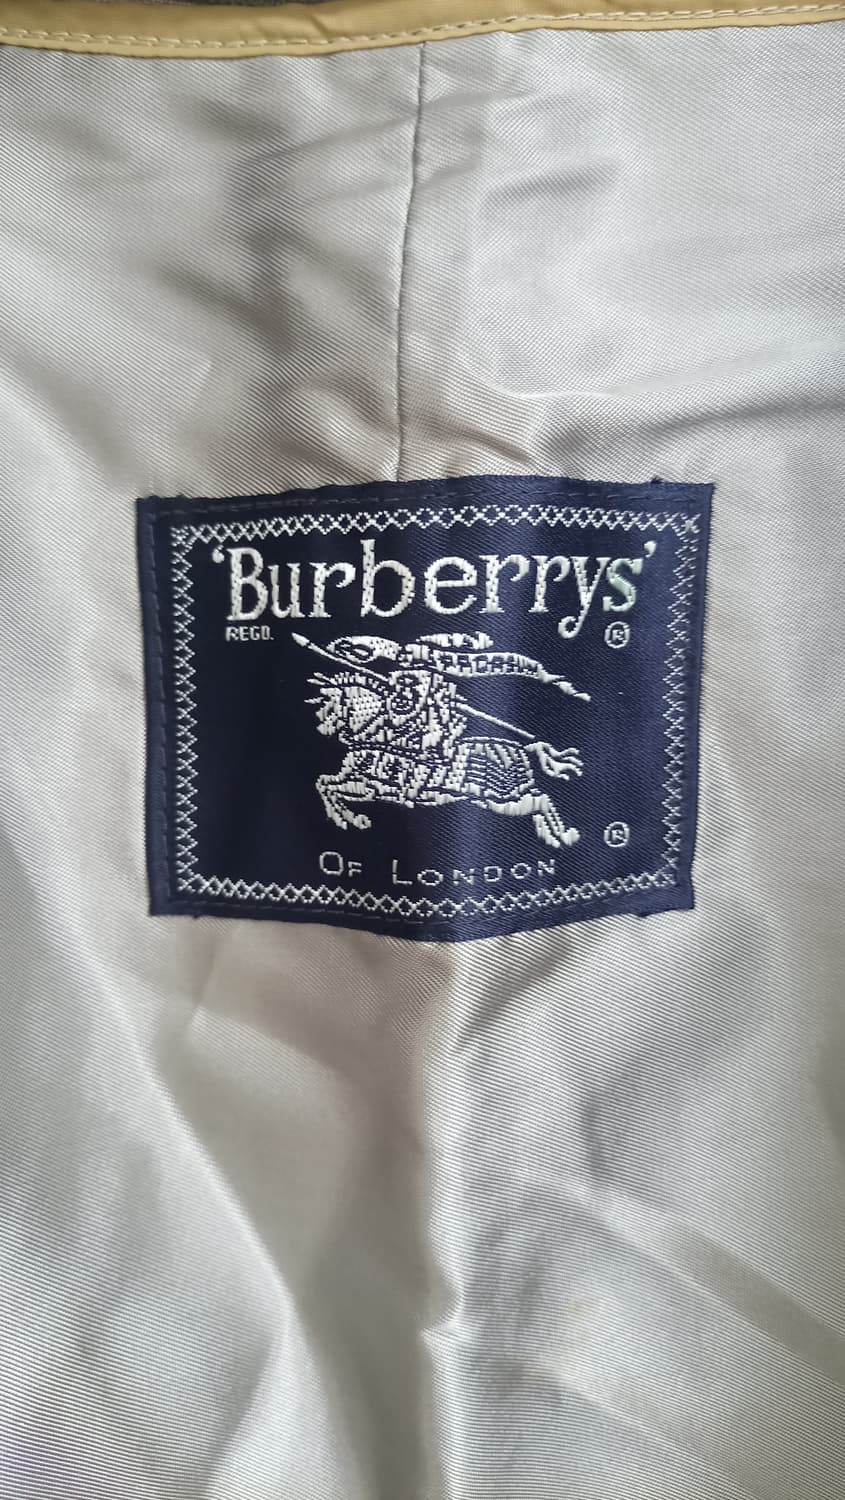 'Burberrys'
REGD. ®
PRORSUM
®
OF LONDON